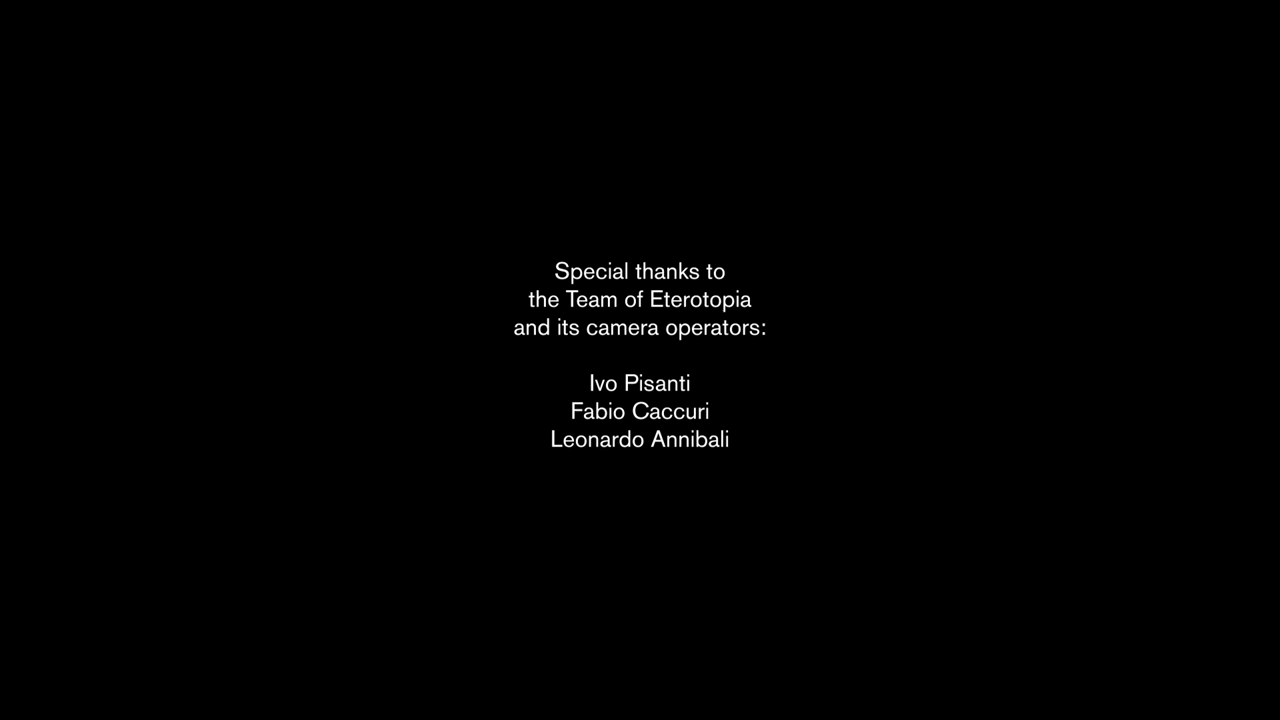 Special thanks to
the Team of Eterotopia
and its camera operators:
Ivo Pisanti
Fabio Caccuri
Leonardo Annibali